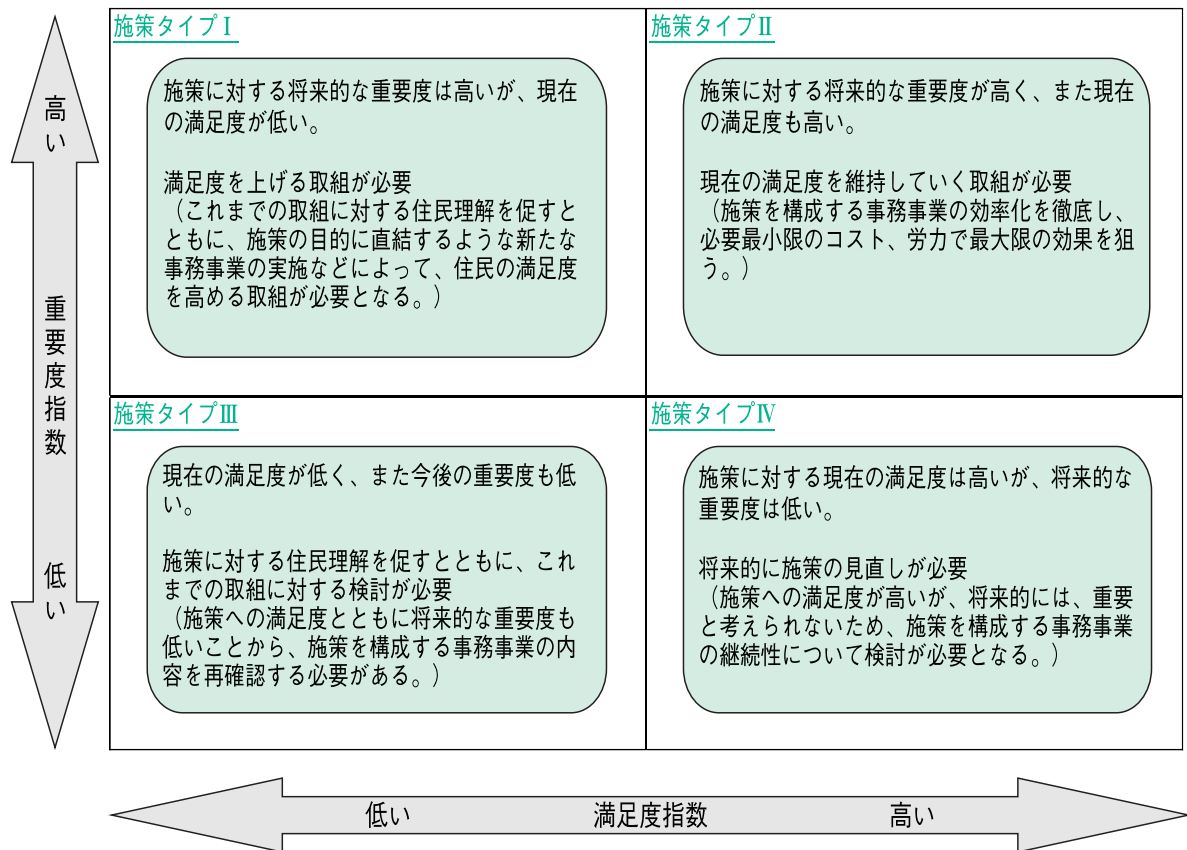 施策タイプⅠ
施策に対する将来的な重要度は高いが、現在
の満足度が低い。
満足度を上げる取組が必要
（これまでの取組に対する住民理解を促すと
ともに、施策の目的に直結するような新たな
事務事業の実施などによって、住民の満足度
を高める取組が必要となる。）
施策タイプⅡ
施策に対する将来的な重要度が高く、また現在
の満足度も高い。
現在の満足度を維持していく取組が必要
（施策を構成する事務事業の効率化を徹底し、
必要最小限のコスト、労力で最大限の効果を狙
う。）
施策タイプⅢ
現在の満足度が低く、また今後の重要度も低
い。
施策に対する住民理解を促すとともに、これ
までの取組に対する検討が必要
（施策への満足度とともに将来的な重要度も
低いことから、施策を構成する事務事業の内
容を再確認する必要がある。）
施策タイプⅣ
施策に対する現在の満足度は高いが、将来的な
重要度は低い。
将来的に施策の見直しが必要
（施策への満足度が高いが、将来的には、重要
と考えられないため、施策を構成する事務事業
の継続性について検討が必要となる。）
高い
重要度指数
低い
低い
満足度指数
高い